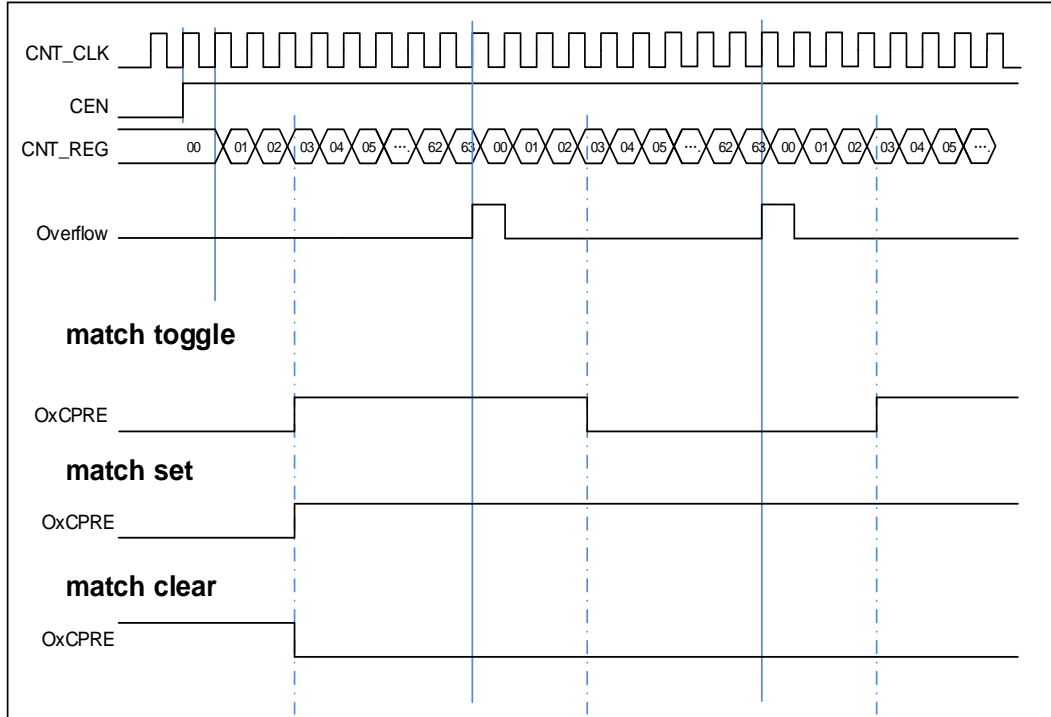 CNT_CLK
CEN
CNT_REG 00 01 02 03 04 05 ···. 62 63 00 01 02 03 04 05 ···. 62 63 00 01 02 03 04 05 ···.
Overflow
match toggle
OxCPRE
match set
OxCPRE
match clear
OxCPRE